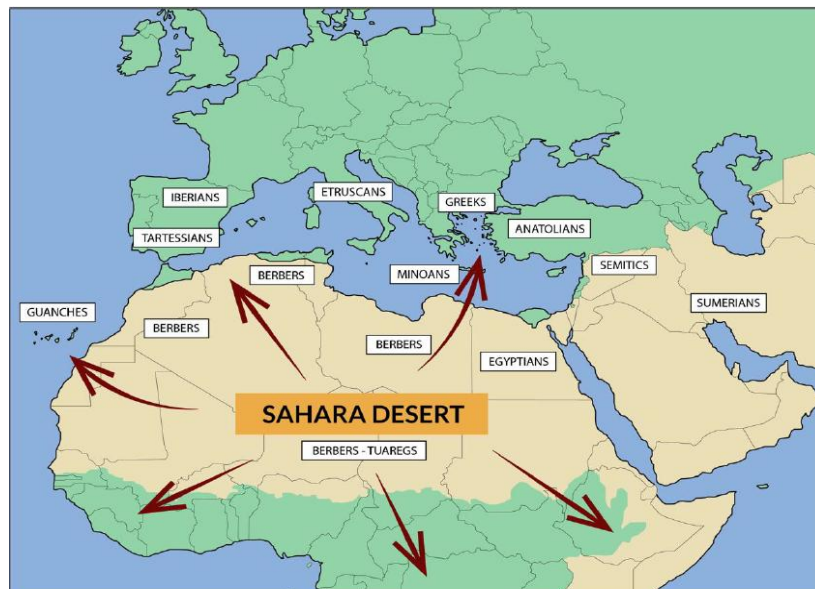 IBERIANS
ETRUSCANS
GREEKS
TARTESSIANS
ANATOLIANS
BERBERS
MINOANS
SEMITICS
GUANCHES
BERBERS
BERBERS
SUMERIANS
EGYPTIANS
SAHARA DESERT
BERBERS - TUAREGS